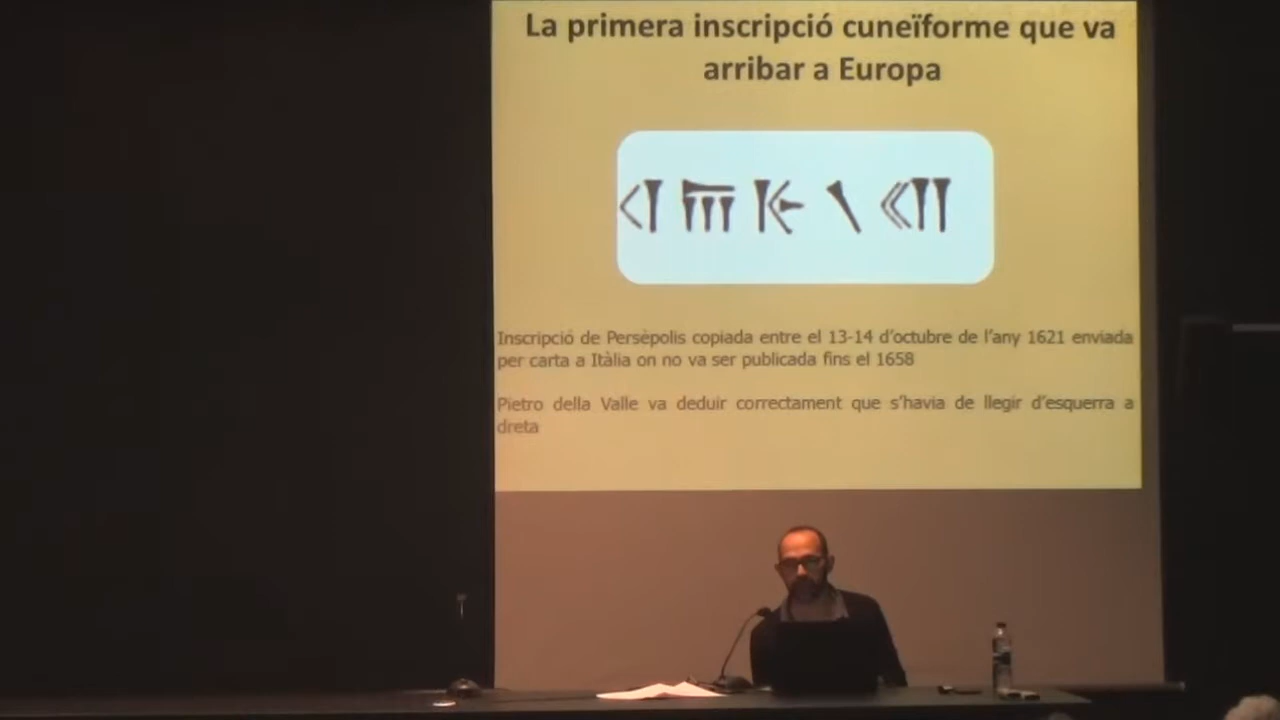 La primera inscripció cuneïforme que va
arribar a Europa
Inscripció de Persèpolis copiada entre el 13-14 d'octubre de l'any 1621 enviada
per carta a Itàlia on no va ser publicada fins el 1658
Pietro della Valle va deduir correctament que s'havia de llegir d'esquerra a
dreta